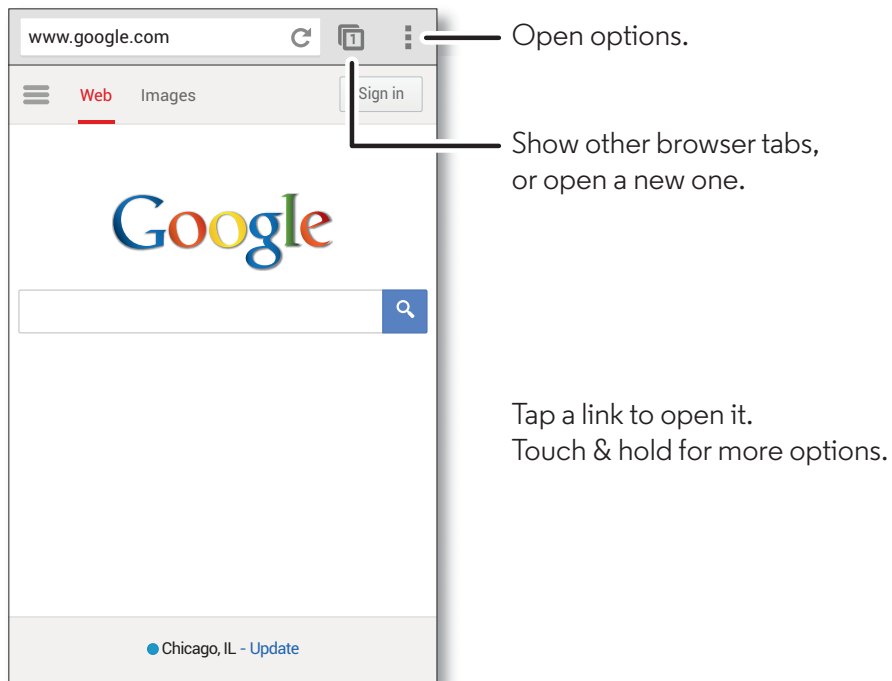 www.google.com
1
Open options.
Web Images Sign in
Show other browser tabs,
or open a new one.
Google
Tap a link to open it.
Touch & hold for more options.
Chicago, IL - Update